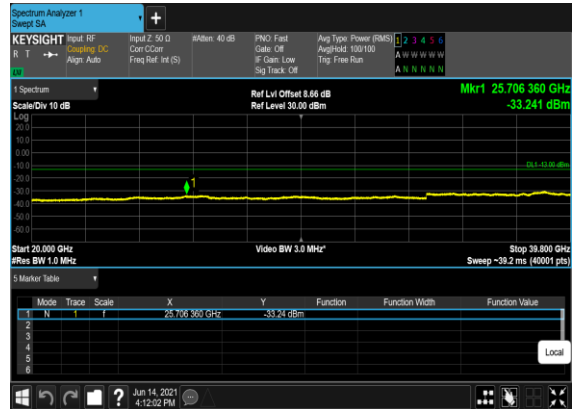 Spectrum Analyzer 1
Swept SA
+
KEYSIGHT Input: RF Input Z: 50 Ω #Atten: 40 dB PNO: Fast Avg Type: Power (RMS) 1 2 3 4 5 6
R T Coupling: DC Corr CCorr Gate: Off Avg|Hold: 100/100 A W W W W W
Align: Auto Freq Ref: Int (S) IF Gain: Low Trig: Free Run
Sig Track: Off A N N N N N
1 Spectrum Ref Lvl Offset 8.66 dB Mkr1 25.706 360 GHz
Scale/Div 10 dB Ref Level 30.00 dBm -33.241 dBm
Log
20.0
10.0
0.00
-10.0
DL1 -13.00 dBm
-20.0
1
-30.0
-40.0
-50.0
-60.0
Start 20.000 GHz Video BW 3.0 MHz* Stop 39.800 GHz
#Res BW 1.0 MHz Sweep ~39.2 ms (40001 pts)
5 Marker Table
Mode Trace Scale X Y Function Function Width Function Value
1 N 1 f 25.706 360 GHz -33.24 dBm
2
3
4
5
6
Local
? Jun 14, 2021
4:12:02 PM